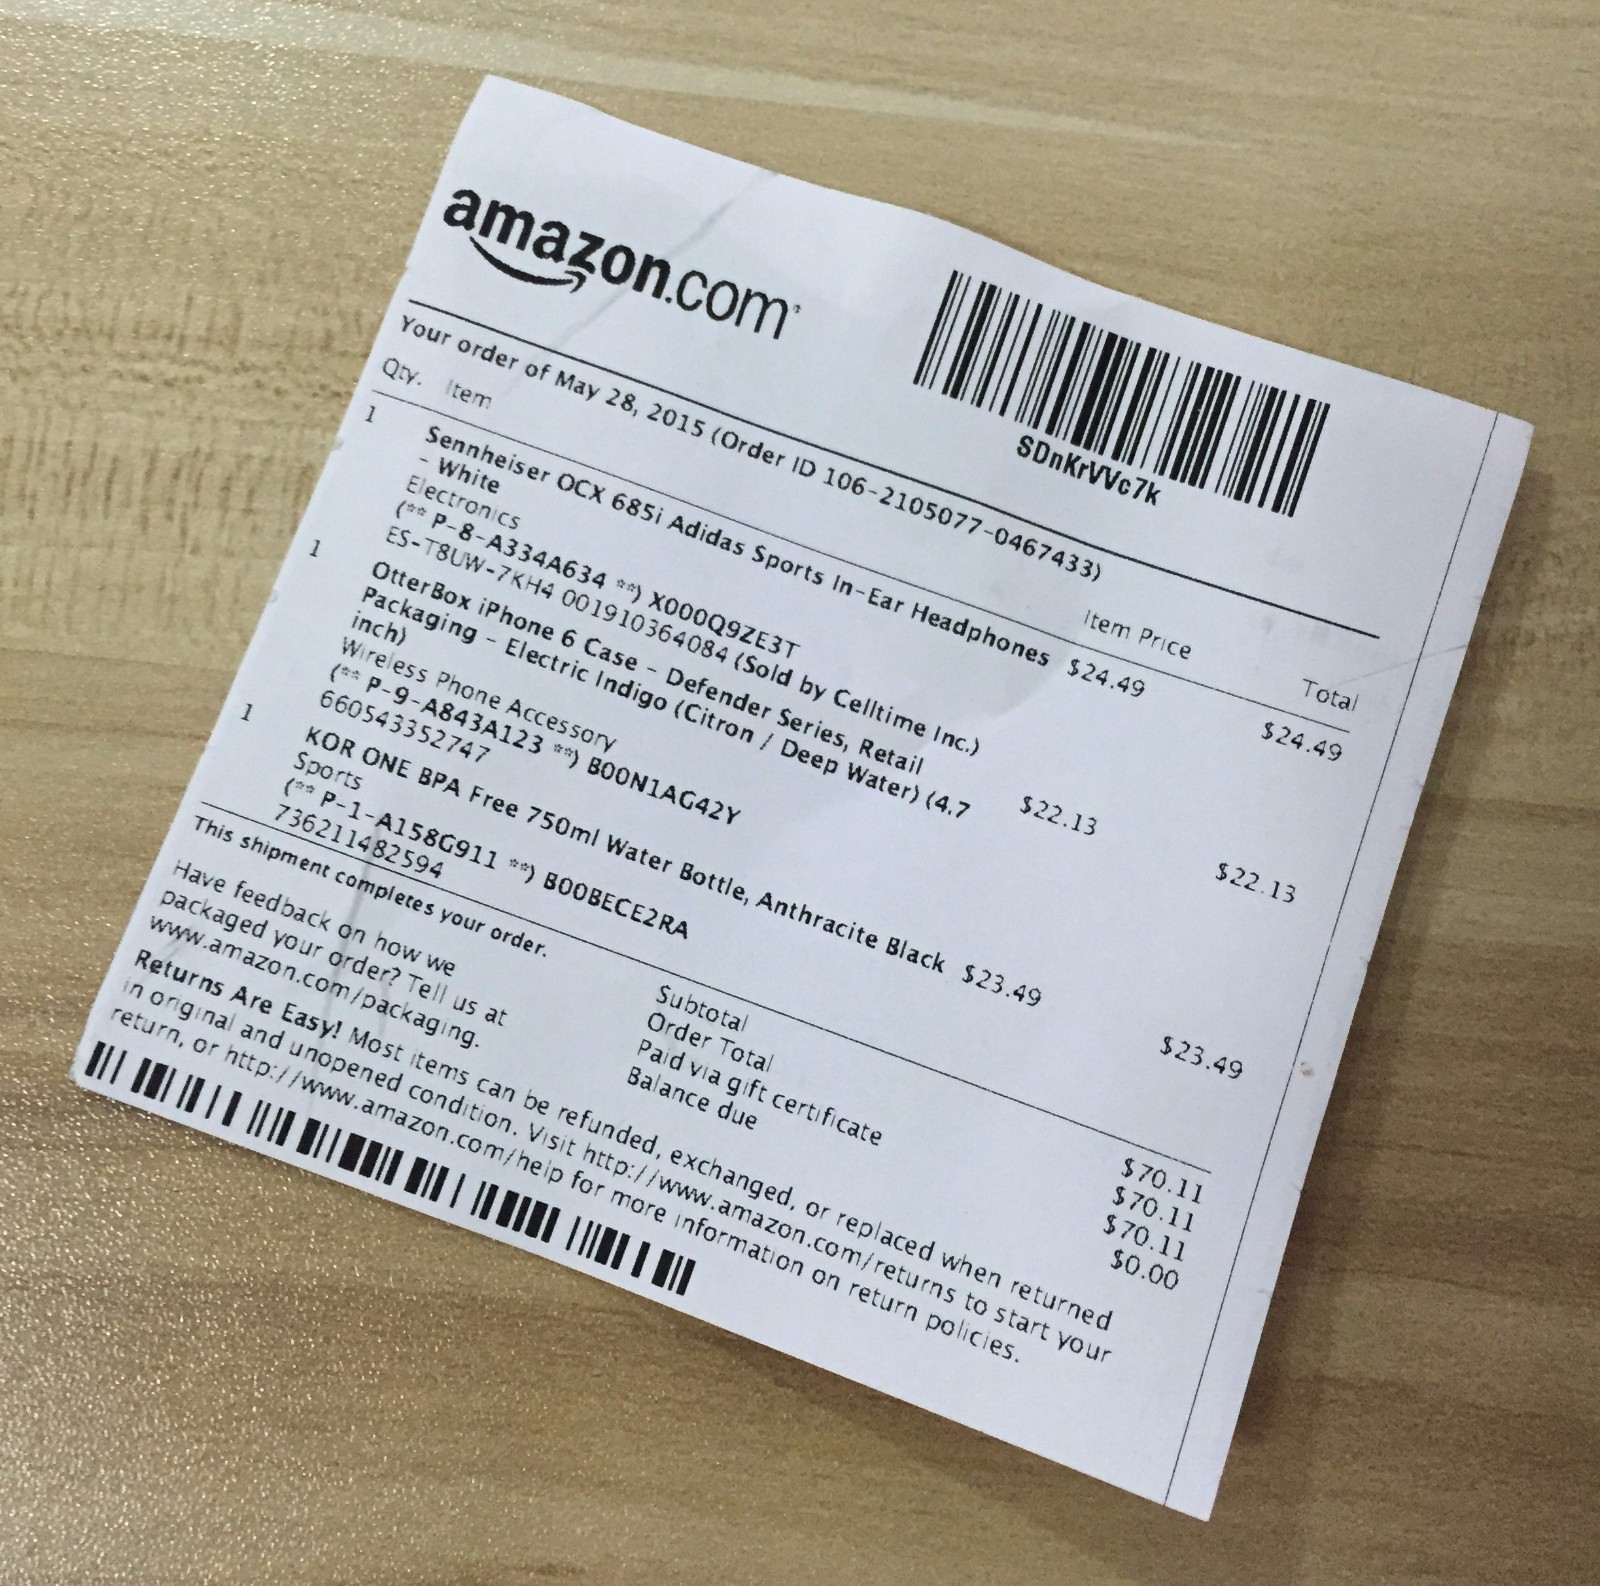 amazon.com
SDnKrVVc7k
Your order of May 28, 2015 (Order ID 106-2105077-0467433)
Qty. Item Item Price Total
1 Sennheiser OCX 685i Adidas Sports In-Ear Headphones $24.49 $24.49
- White
Electronics
(** P-8-A334A634 **) X000Q9ZE3T
ES-T8UW-7KH4 001910364084 (Sold by Celltime Inc.)
1 OtterBox iPhone 6 Case - Defender Series, Retail $22.13 $22.13
Packaging - Electric Indigo (Citron / Deep Water) (4.7
inch)
Wireless Phone Accessory
(** P-9-A843A123 **) B00N1AG42Y
660543352747
1 KOR ONE BPA Free 750ml Water Bottle, Anthracite Black $23.49 $23.49
Sports
(** P-1-A158G911 **) B00BECE2RA
736211482594
This shipment completes your order.
Have feedback on how we
packaged your order? Tell us at
www.amazon.com/packaging.
Subtotal $70.11
Order Total $70.11
Paid via gift certificate $70.11
Balance due $0.00
Returns Are Easy! Most items can be refunded, exchanged, or replaced when returned
in original and unopened condition. Visit http://www.amazon.com/returns to start your
return, or http://www.amazon.com/help for more information on return policies.